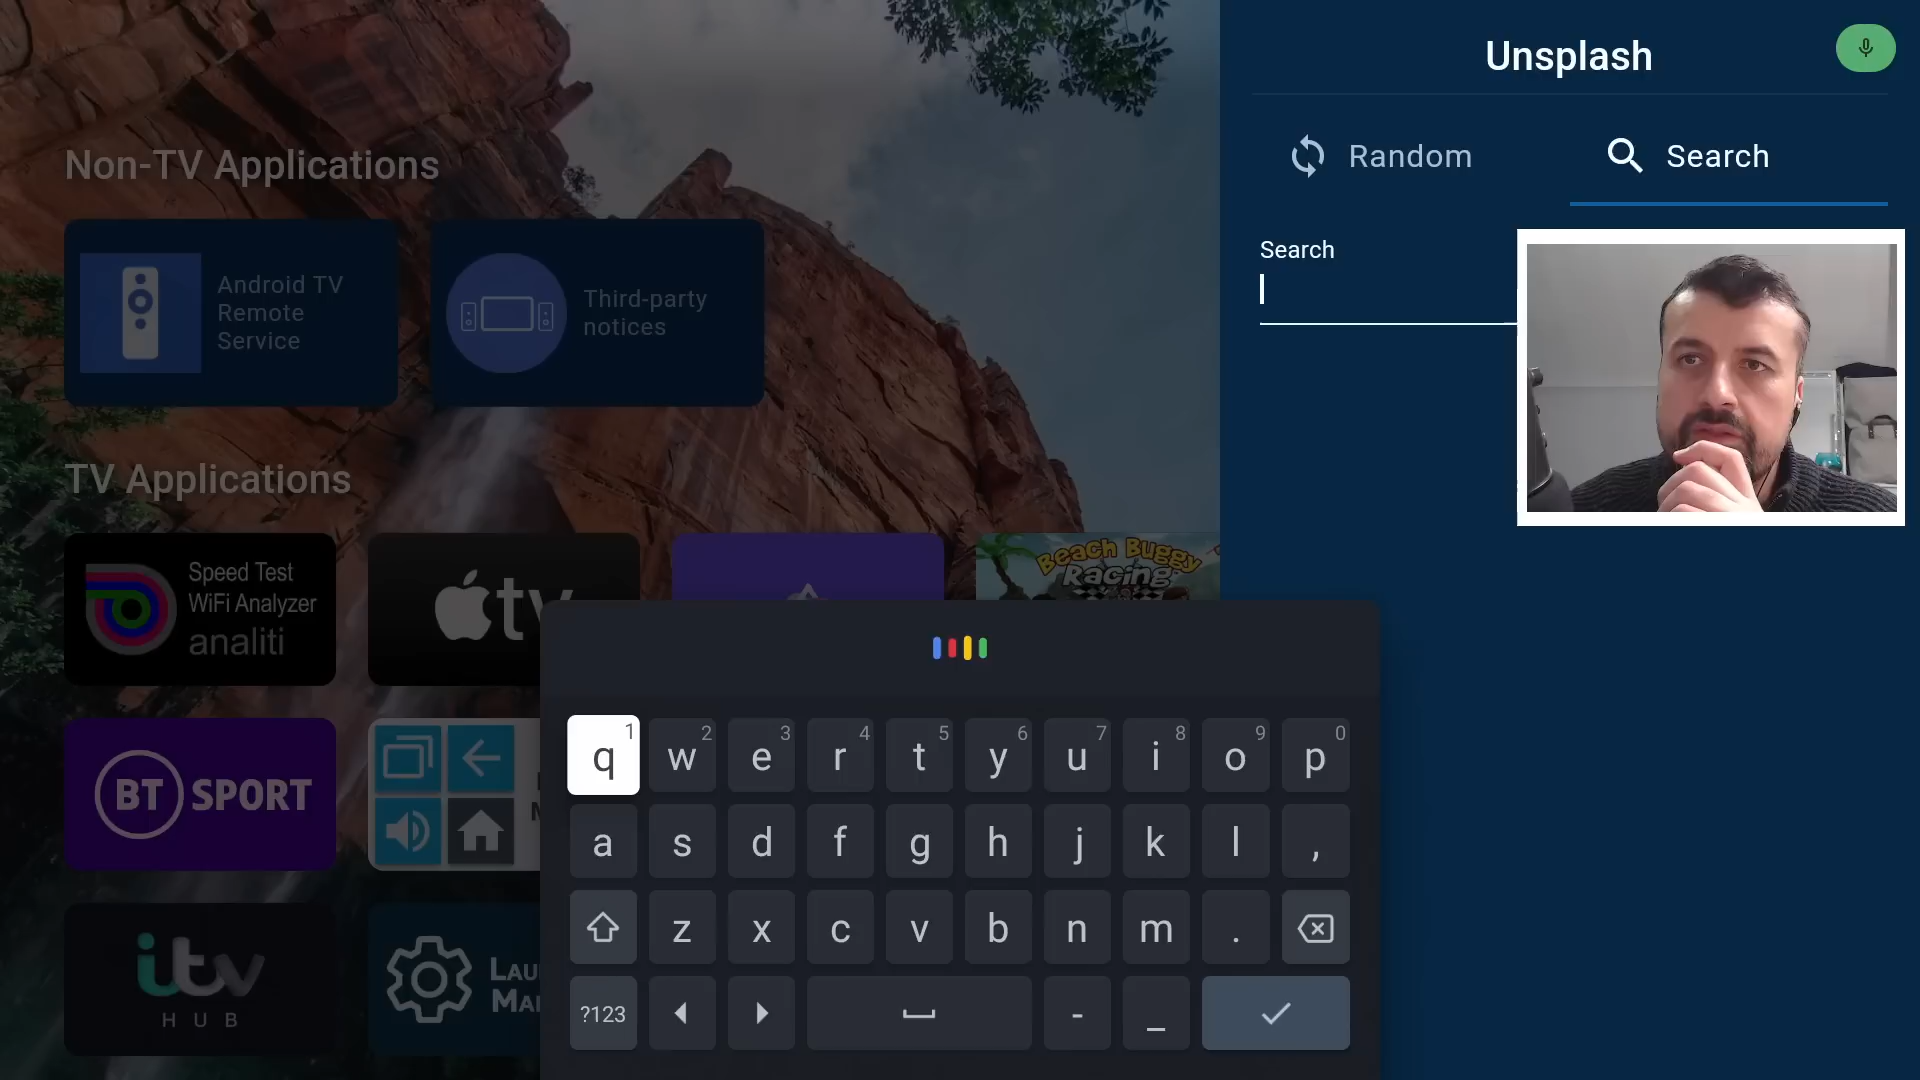 Unsplash
Random
Search
Search
Non-TV Applications
Android TV
Remote
Service
Third-party
notices
TV Applications
Speed Test
WiFi Analyzer
analiti
tv
Beach Buggy
Racing
BT SPORT
itv
HUB
q 1 w 2 e 3 r 4 t 5 y 6 u 7 i 8 o 9 p 0
a s d f g h j k l ,
z x c v b n m .
?123 - _